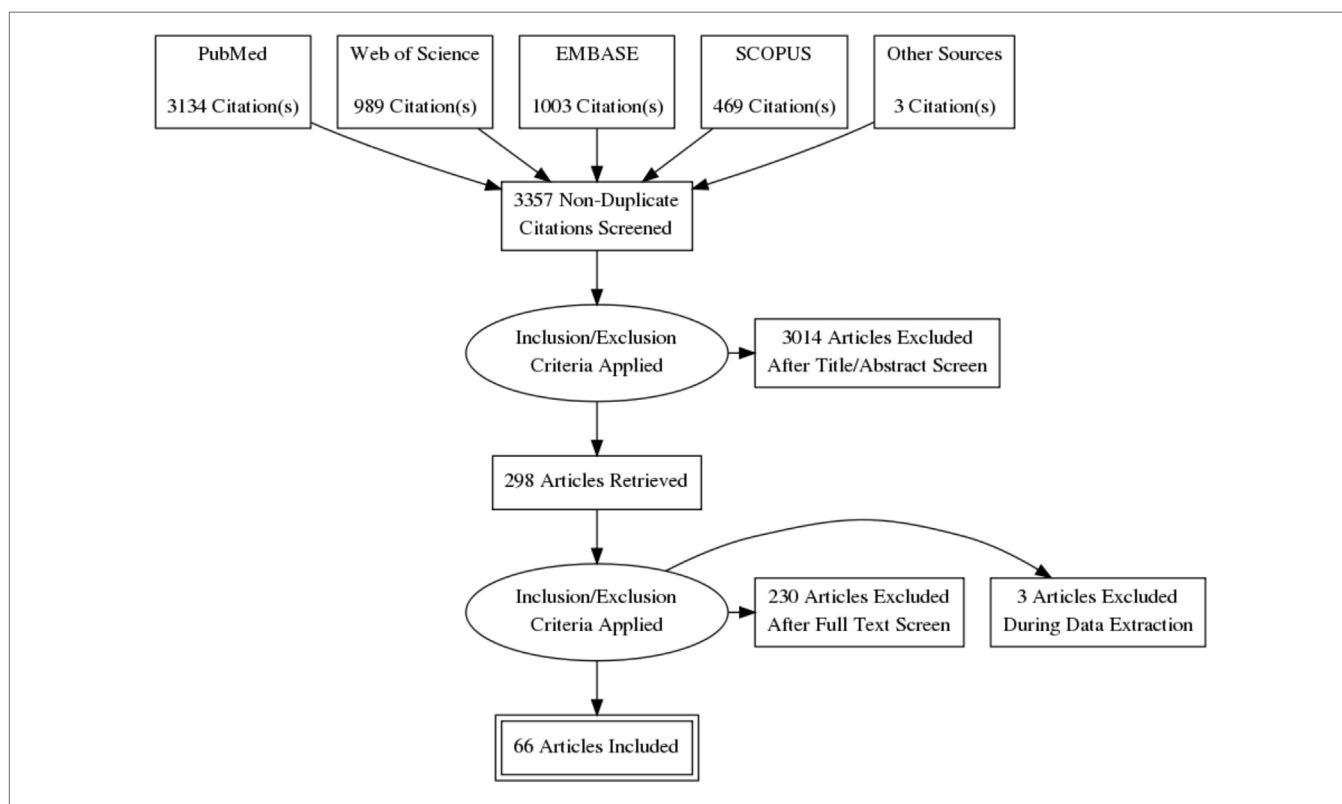 PubMed
3134 Citation(s)
Web of Science
989 Citation(s)
EMBASE
1003 Citation(s)
SCOPUS
469 Citation(s)
Other Sources
3 Citation(s)
3357 Non-Duplicate
Citations Screened
Inclusion/Exclusion
Criteria Applied
3014 Articles Excluded
After Title/Abstract Screen
298 Articles Retrieved
Inclusion/Exclusion
Criteria Applied
230 Articles Excluded
After Full Text Screen
3 Articles Excluded
During Data Extraction
66 Articles Included